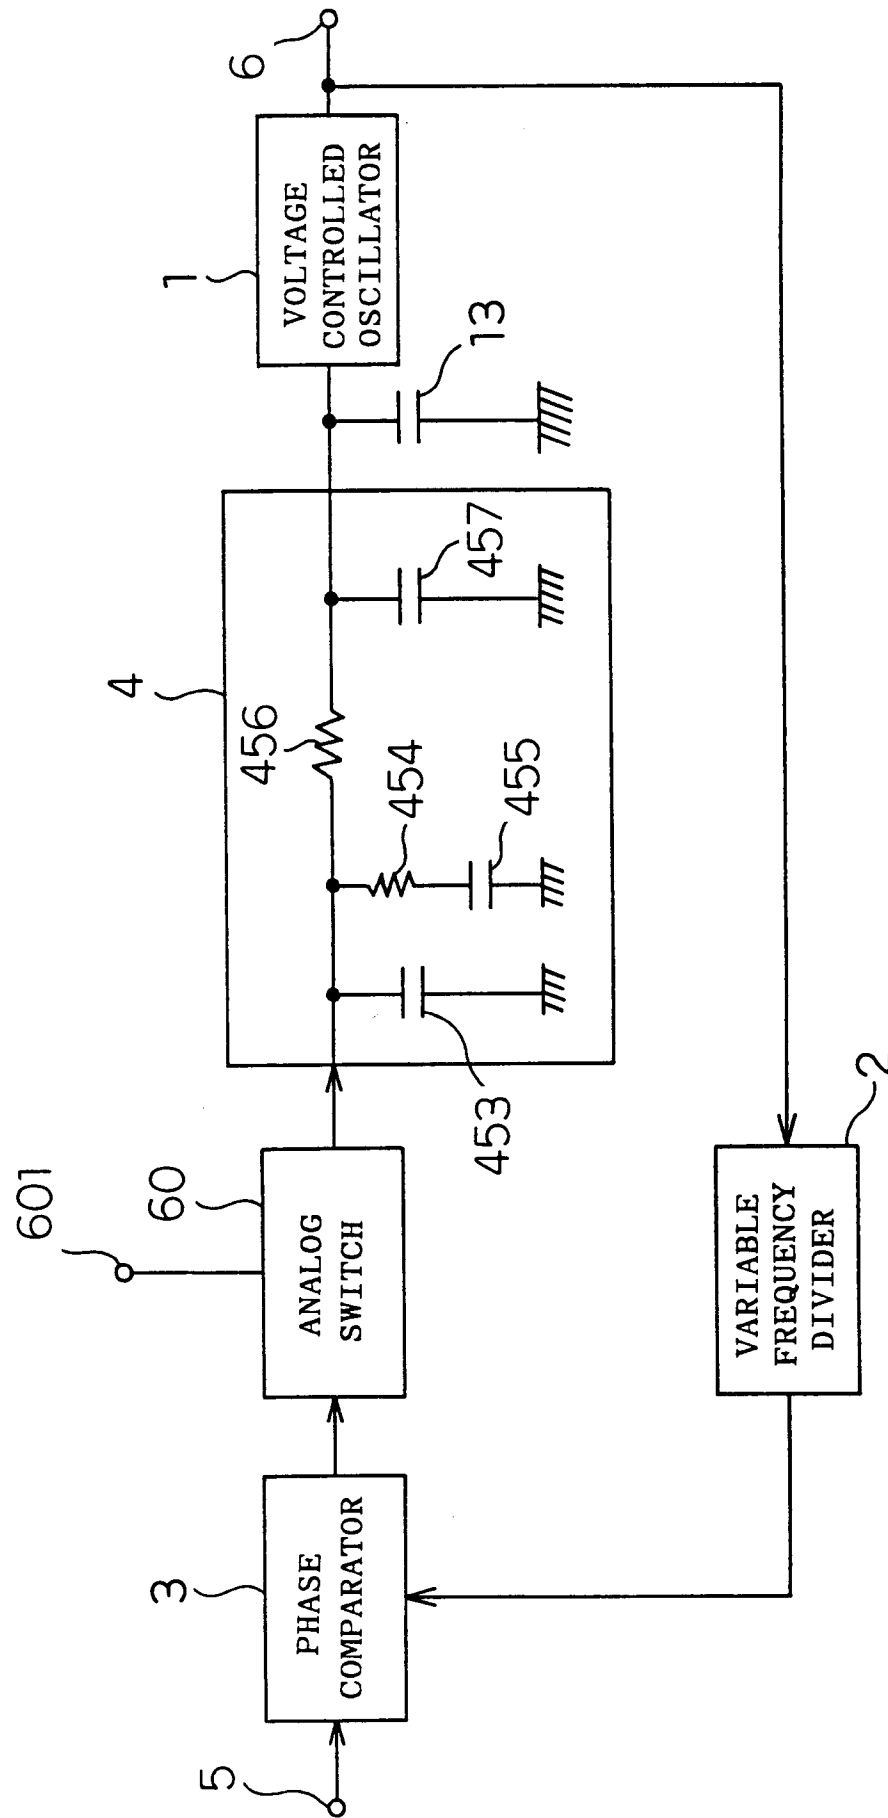 5
3
PHASE
COMPARATOR
60
601
ANALOG
SWITCH
4
453
454
455
456
457
13
1
VOLTAGE
CONTROLLED
OSCILLATOR
6
2
VARIABLE
FREQUENCY
DIVIDER